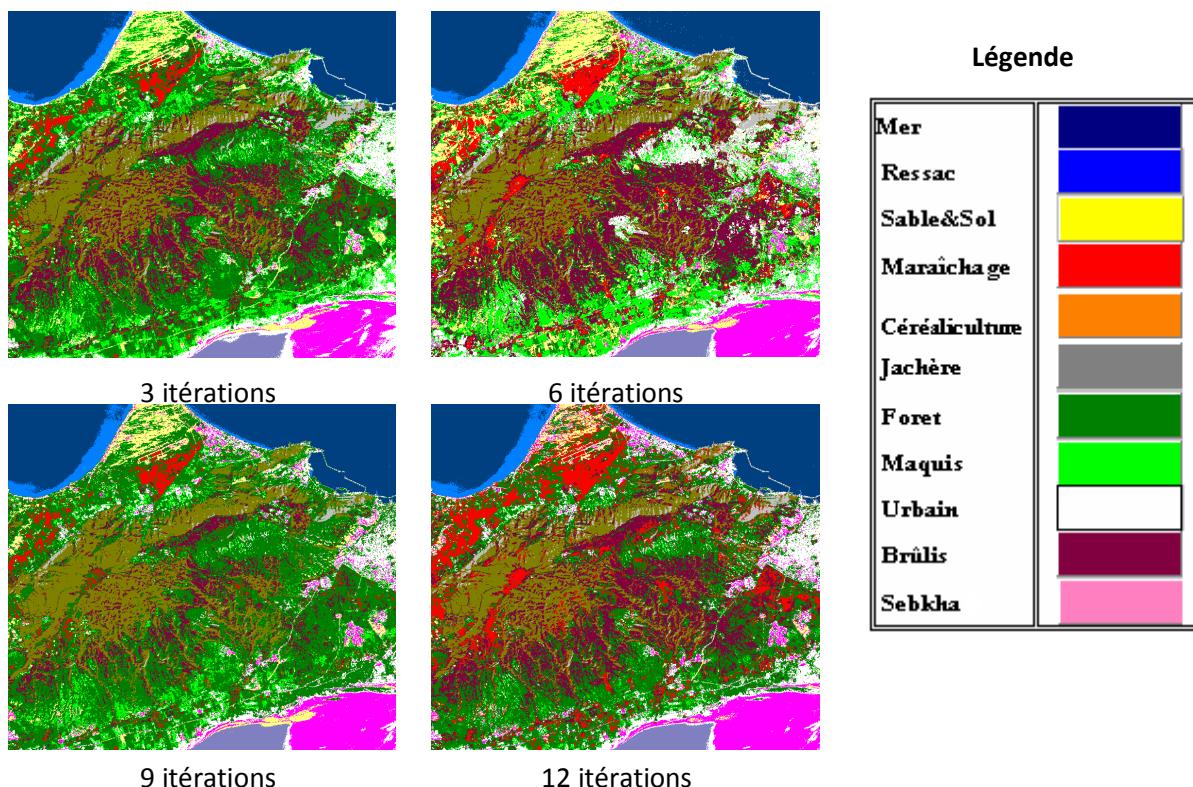 Légende
Mer
Ressac
Sable&Sol
Maraîchage
Céréaliculture
Jachère
Foret
Maquis
Urbain
Brûlis
Sebkha
3 itérations
6 itérations
9 itérations
12 itérations